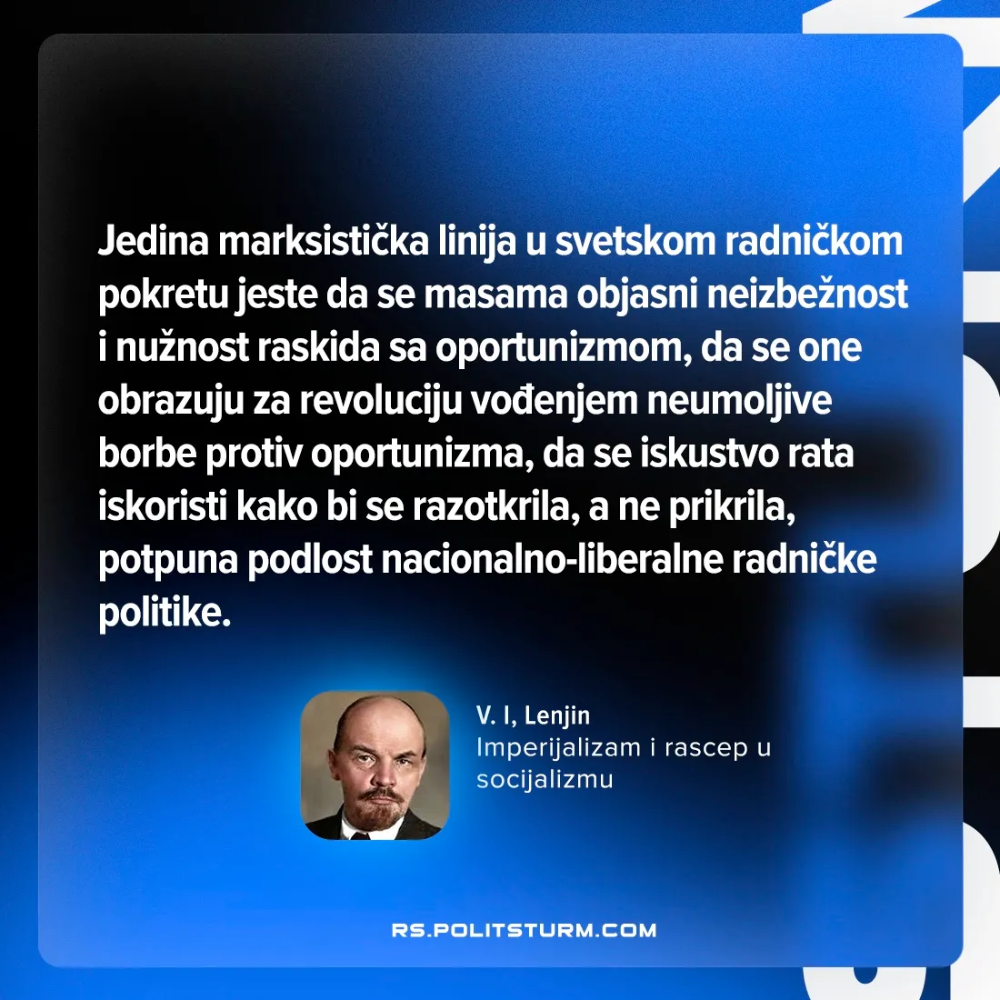 Jedina marksistička linija u svetskom radničkom
pokretu jeste da se masama objasni neizbežnost
i nužnost raskida sa oportunizmom, da se one
obrazuju za revoluciju vođenjem neumoljive
borbe protiv oportunizma, da se iskustvo rata
iskoristi kako bi se razotkrila, a ne prikrila,
potpuna podlost nacionalno-liberalne radničke
politike.
V. I, Lenjin
Imperijalizam i rascep u
socijalizmu
RS.POLITSTURM.COM